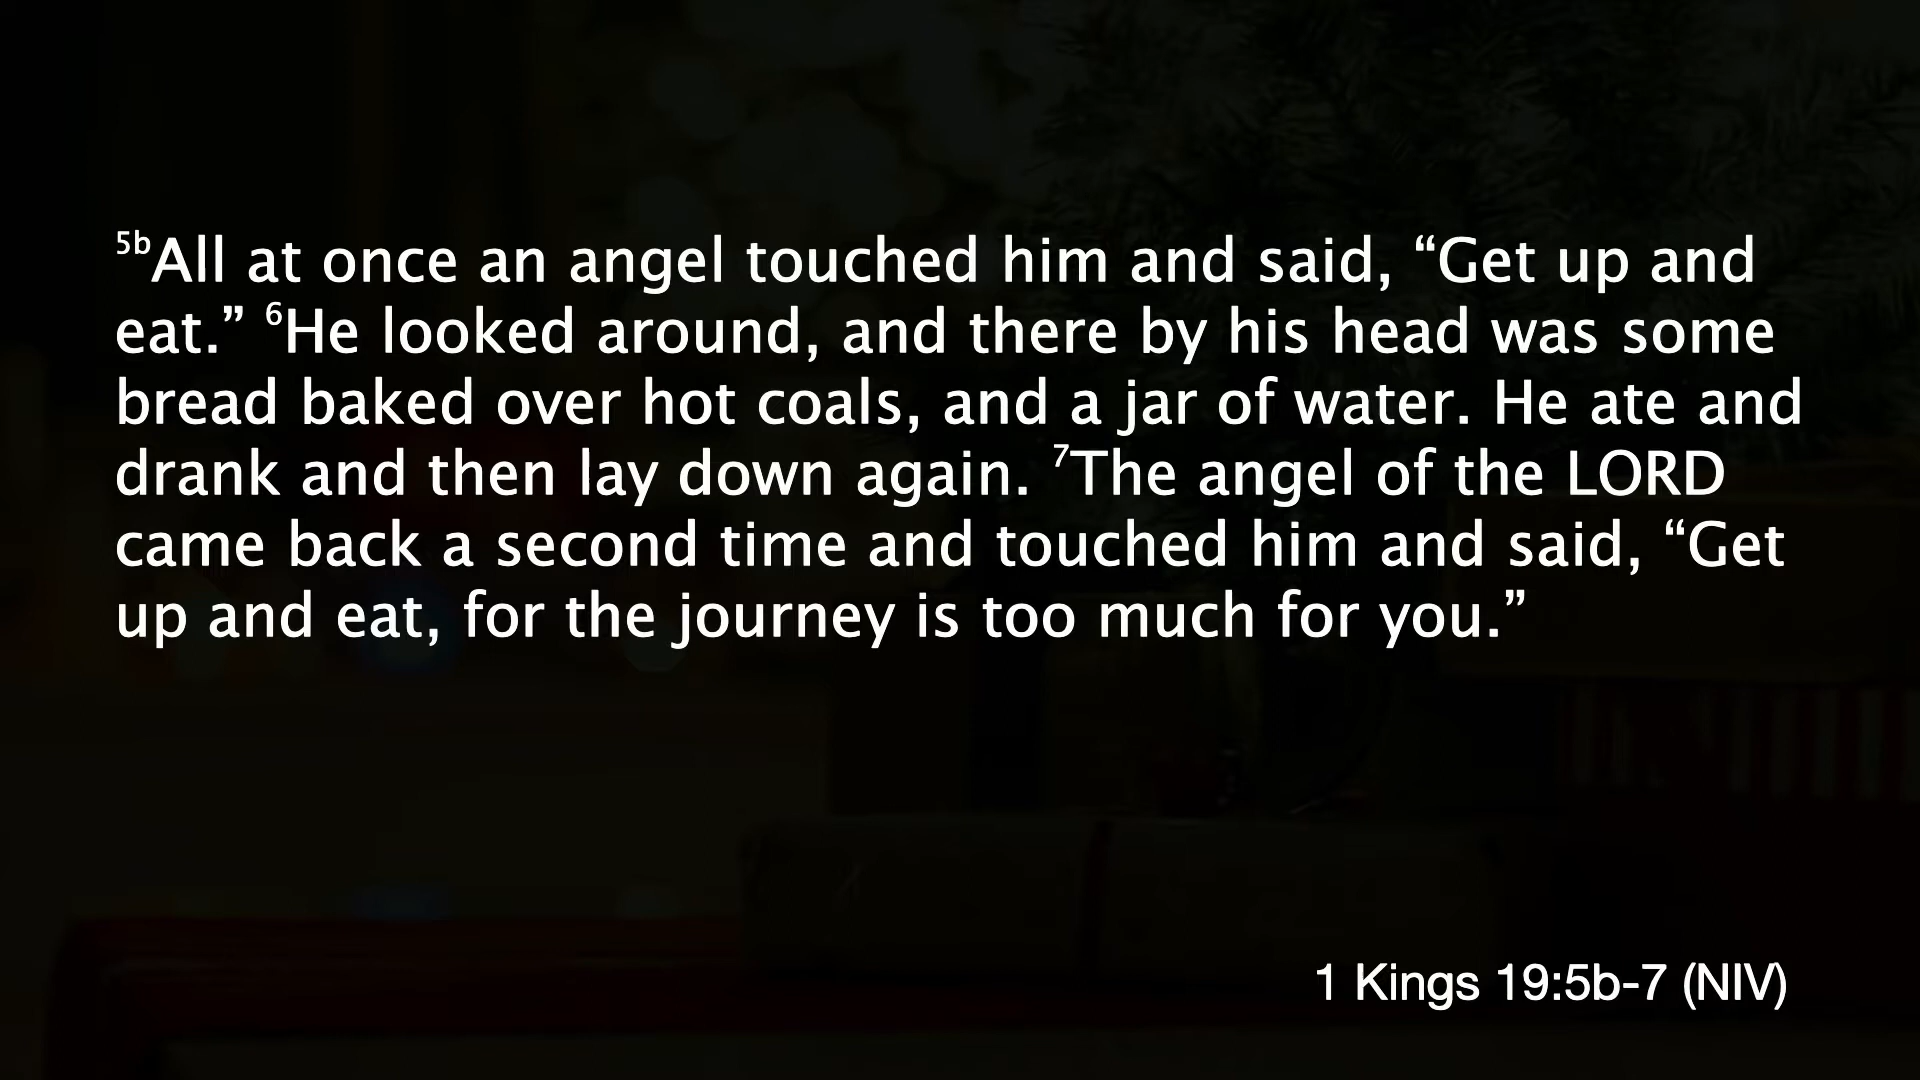 5bAll at once an angel touched him and said, “Get up and
eat.” 6He looked around, and there by his head was some
bread baked over hot coals, and a jar of water. He ate and
drank and then lay down again. 7The angel of the LORD
came back a second time and touched him and said, “Get
up and eat, for the journey is too much for you.”
1 Kings 19:5b-7 (NIV)